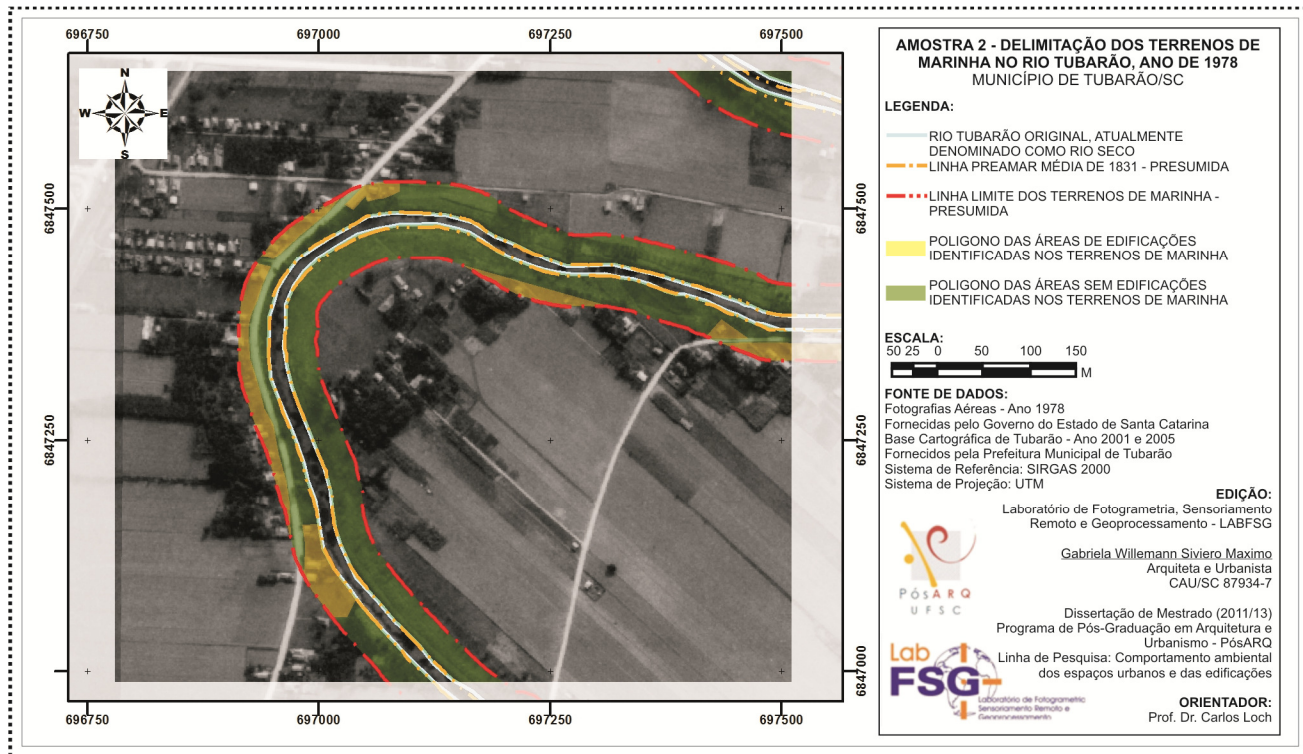 696750
697000
697250
697500
N
W
E
S
6847500
6847500
6847250
6847250
6847000
6847000
696750
697000
697250
697500
AMOSTRA 2 - DELIMITAÇÃO DOS TERRENOS DE
MARINHA NO RIO TUBARÃO, ANO DE 1978
MUNICÍPIO DE TUBARÃO/SC
LEGENDA:
RIO TUBARÃO ORIGINAL, ATUALMENTE
DENOMINADO COMO RIO SECO
LINHA PREAMAR MÉDIA DE 1831 - PRESUMIDA
LINHA LIMITE DOS TERRENOS DE MARINHA -
PRESUMIDA
POLIGONO DAS ÁREAS DE EDIFICAÇÕES
IDENTIFICADAS NOS TERRENOS DE MARINHA
POLIGONO DAS ÁREAS SEM EDIFICAÇÕES
IDENTIFICADAS NOS TERRENOS DE MARINHA
ESCALA:
50 25 0 50 100 150
M
FONTE DE DADOS:
Fotografias Aéreas - Ano 1978
Fornecidas pelo Governo do Estado de Santa Catarina
Base Cartográfica de Tubarão - Ano 2001 e 2005
Fornecidos pela Prefeitura Municipal de Tubarão
Sistema de Referência: SIRGAS 2000
Sistema de Projeção: UTM
EDIÇÃO:
Laboratório de Fotogrametria, Sensoriamento
Remoto e Geoprocessamento - LABFSG
Gabriela Willemann Siviero Maximo
Arquiteta e Urbanista
CAU/SC 87934-7
PÓSARQ
UFSC
Dissertação de Mestrado (2011/13)
Programa de Pós-Graduação em Arquitetura e
Urbanismo - PósARQ
Linha de Pesquisa: Comportamento ambiental
dos espaços urbanos e das edificações
Lab
FSG
Laboratório de Fotogrametria
Sensoriamento Remoto e
Geoprocessamento
ORIENTADOR:
Prof. Dr. Carlos Loch